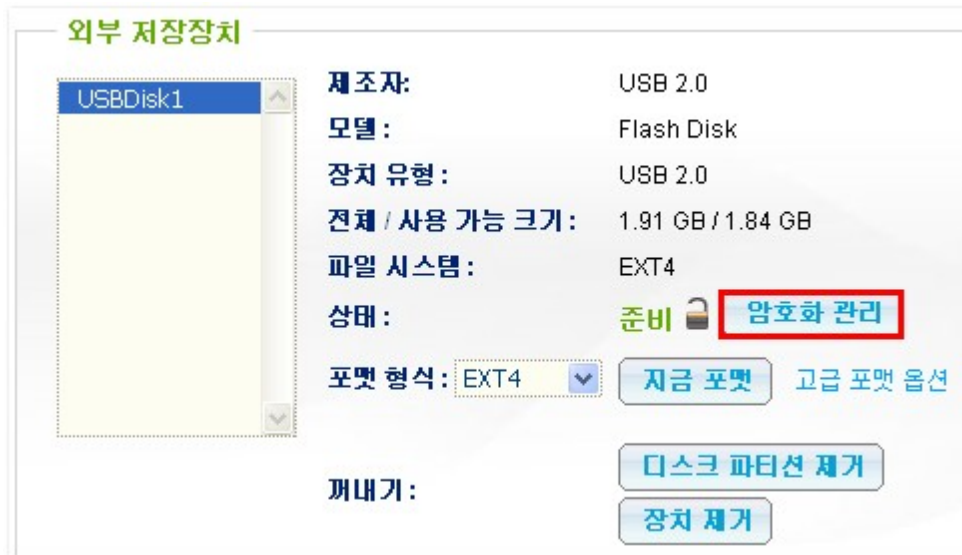 외부 저장장치
USBDisk1
제조자: USB 2.0
모델 : Flash Disk
장치 유형 : USB 2.0
전체 / 사용 가능 크기 : 1.91 GB / 1.84 GB
파일 시스템 : EXT4
상태 : 준비 암호화 관리
포맷 형식 : EXT4 지금 포맷 고급 포맷 옵션
꺼내기 : 디스크 파티션 제거
장치 제거